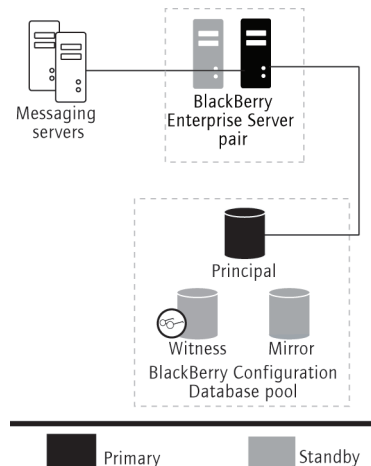 Messaging
servers
BlackBerry
Enterprise Server
pair
Principal
Witness
Mirror
BlackBerry Configuration
Database pool
Primary
Standby